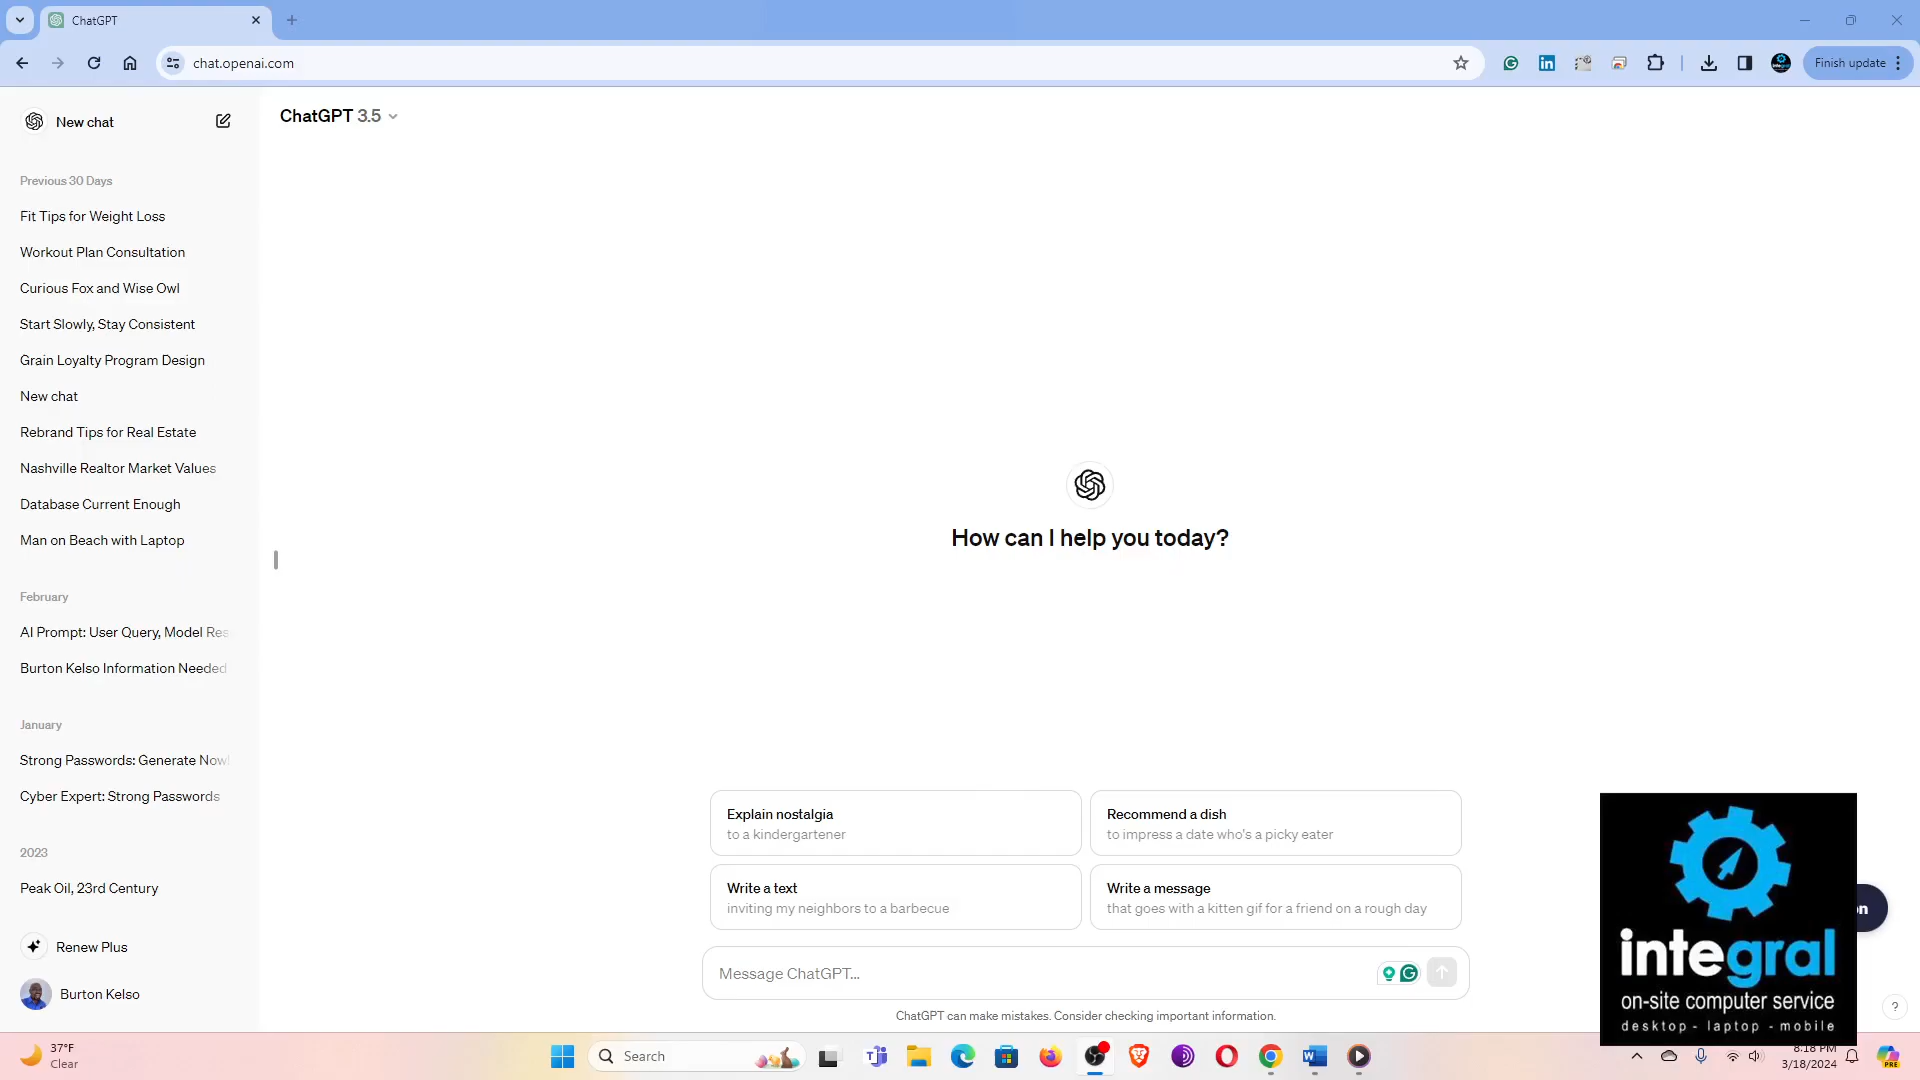 ChatGPT
chat.openai.com
Finish update
New chat
ChatGPT 3.5
Previous 30 Days
Fit Tips for Weight Loss
Workout Plan Consultation
Curious Fox and Wise Owl
Start Slowly, Stay Consistent
Grain Loyalty Program Design
New chat
Rebrand Tips for Real Estate
Nashville Realtor Market Values
Database Current Enough
Man on Beach with Laptop
February
AI Prompt: User Query, Model Res
Burton Kelso Information Needed
January
Strong Passwords: Generate Now!
Cyber Expert: Strong Passwords
2023
Peak Oil, 23rd Century
Renew Plus
Burton Kelso
How can I help you today?
Explain nostalgia
to a kindergartener
Recommend a dish
to impress a date who's a picky eater
Write a text
inviting my neighbors to a barbecue
Write a message
that goes with a kitten gif for a friend on a rough day
Message ChatGPT...
ChatGPT can make mistakes. Consider checking important information.
on
integral
on-site computer service
desktop - laptop - mobile
?
37°F
Clear
Search
8:18 PM
3/18/2024
PRE